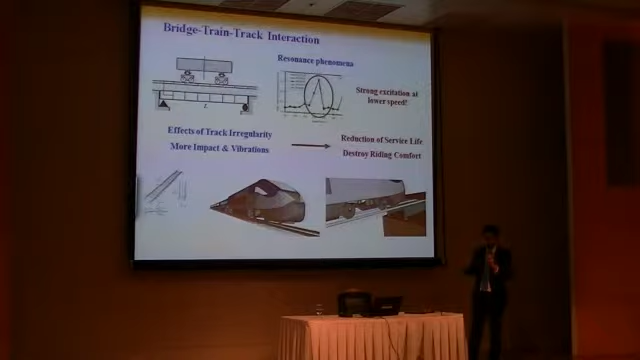 Bridge-Train-Track Interaction
Resonance phenomena
Strong excitation at
lower speed!
L
Effects of Track Irregularity
More Impact & Vibrations
Reduction of Service Life
Destroy Riding Comfort